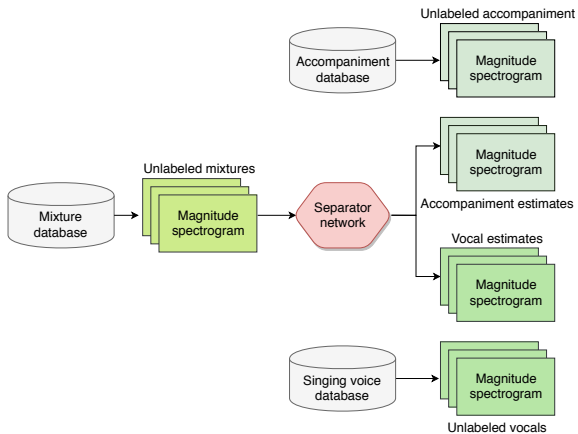 Unlabeled accompaniment
Accompaniment
database
Magnitude
spectrogram
Magnitude
spectrogram
Accompaniment estimates
Unlabeled mixtures
Mixture
database
Magnitude
spectrogram
Separator
network
Vocal estimates
Magnitude
spectrogram
Singing voice
database
Magnitude
spectrogram
Unlabeled vocals